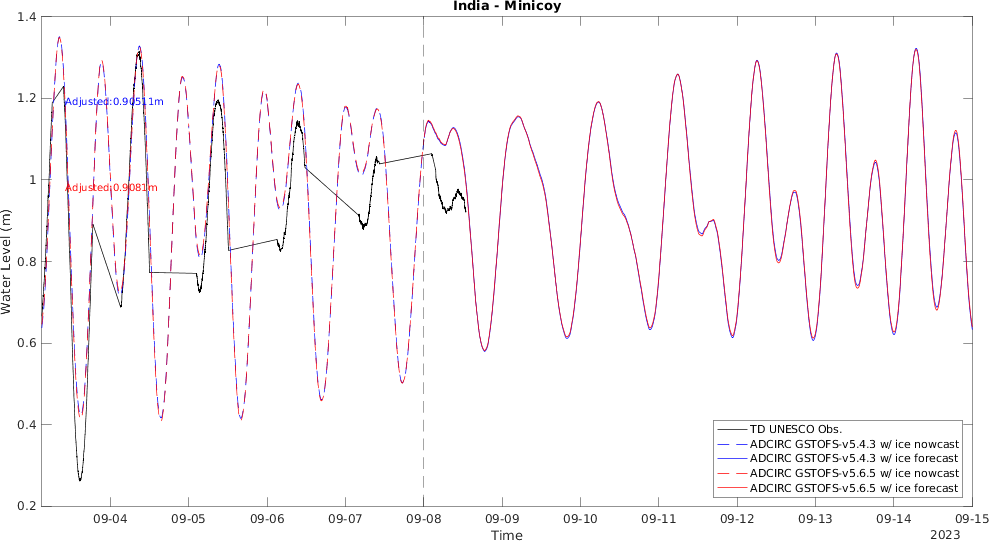 India - Minicoy
1.4
1.2
1
0.8
0.6
0.4
0.2
Water Level (m)
Adjusted:0.90511m
Adjusted:0.9081m
TD UNESCO Obs.
ADCIRC GSTOFS-v5.4.3 w/ ice nowcast
ADCIRC GSTOFS-v5.4.3 w/ ice forecast
ADCIRC GSTOFS-v5.6.5 w/ ice nowcast
ADCIRC GSTOFS-v5.6.5 w/ ice forecast
09-04 09-05 09-06 09-07 09-08 09-09 09-10 09-11 09-12 09-13 09-14 09-15
Time
2023